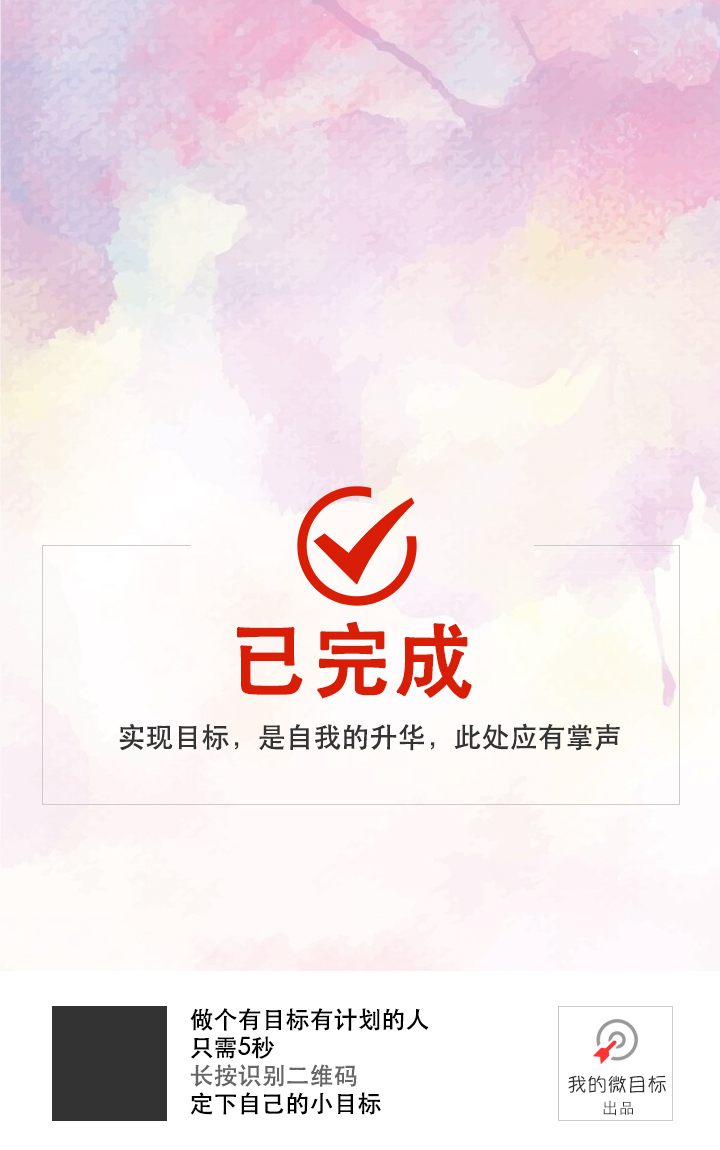 已完成
实现目标，是自我的升华，此处应有掌声
做个有目标有计划的人
只需5秒
长按识别二维码
定下自己的小目标
我的微目标
出品